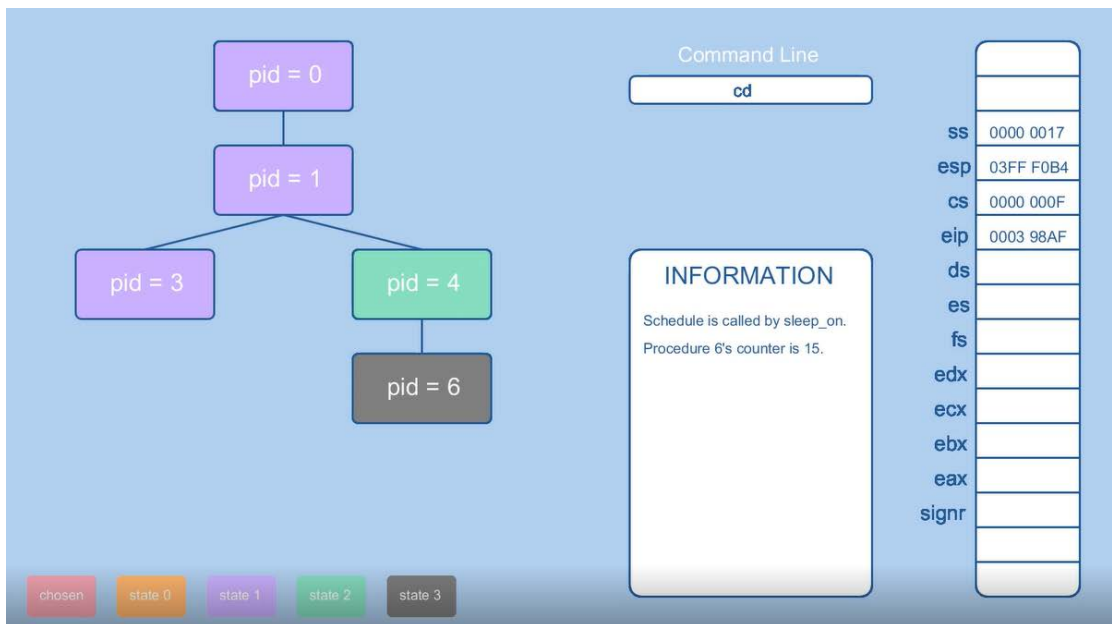 pid = 0
pid = 1
pid = 3
pid = 4
pid = 6
Command Line
cd
INFORMATION
Schedule is called by sleep_on.
Procedure 6's counter is 15.
ss 0000 0017
esp 03FF F0B4
cs 0000 000F
eip 0003 98AF
ds
es
fs
edx
ecx
ebx
eax
signr
chosen state 0 state 1 state 2 state 3